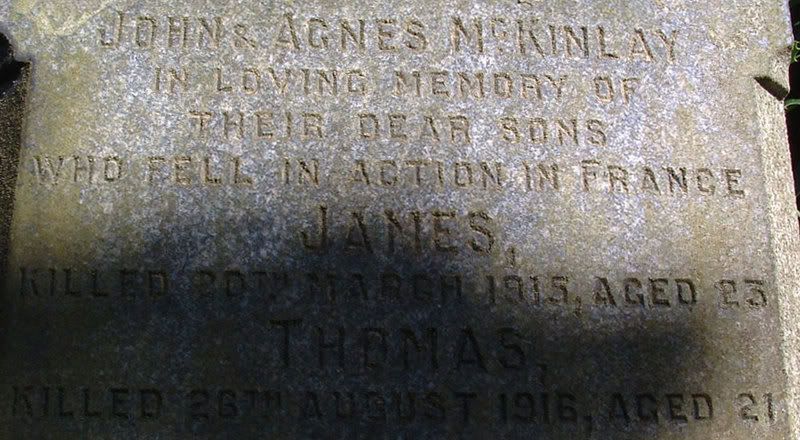 JOHN & AGNES McKINLAY
IN LOVING MEMORY OF
THEIR DEAR SONS
WHO FELL IN ACTION IN FRANCE
JAMES,
KILLED 20TH MARCH 1915, AGED 23
THOMAS,
KILLED 26TH AUGUST 1916, AGED 21